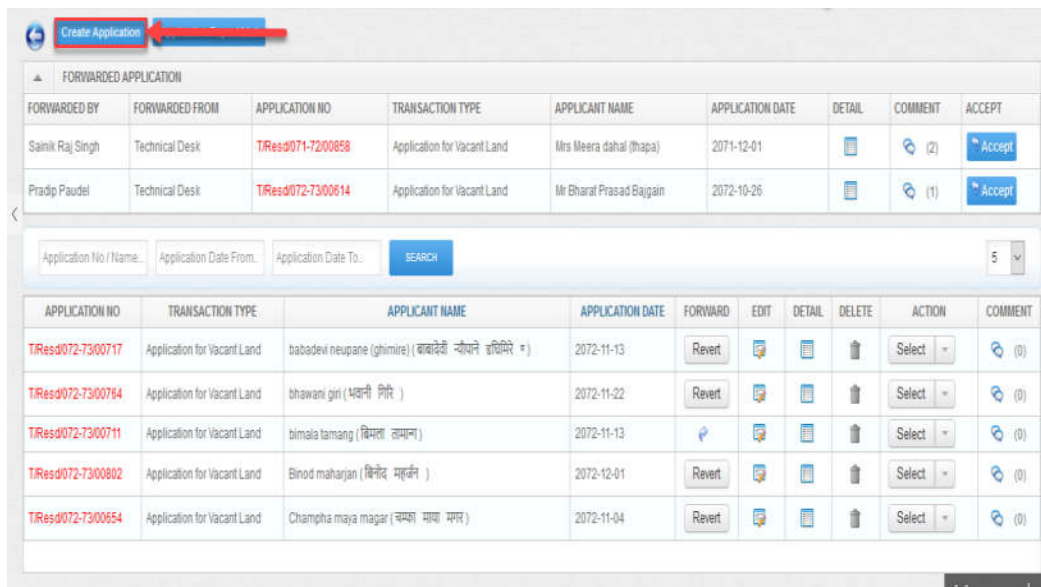 Create Application
FORWARDED APPLICATION
FORWARDED BY FORWARDED FROM APPLICATION NO TRANSACTION TYPE APPLICANT NAME APPLICATION DATE DETAIL COMMENT ACCEPT
Sainik Raj Singh Technical Desk T/Resd/071-72/00858 Application for Vacant Land Mrs Meera dahal (thapa) 2071-12-01 (2) Accept
Pradip Paudel Technical Desk T/Resd/072-73/00614 Application for Vacant Land Mr Bharat Prasad Bajgain 2072-10-26 (1) Accept
Application No / Name.. Application Date From.. Application Date To.. SEARCH 5
APPLICATION NO TRANSACTION TYPE APPLICANT NAME APPLICATION DATE FORWARD EDIT DETAIL DELETE ACTION COMMENT
T/Resd/072-73/00717 Application for Vacant Land babadevi neupane (ghimire) ( बाबादेवी न्यौपाने 2072-11-13 Revert Select (0)
T/Resd/072-73/00764 Application for Vacant Land bhawani giri ( भवानी गिरि ) 2072-11-22 Revert Select (0)
T/Resd/072-73/00711 Application for Vacant Land bimala tamang ( बिमला तामान्ग ) 2072-11-13 Select (0)
T/Resd/072-73/00802 Application for Vacant Land Binod maharjan ( बिनोद महर्जन ) 2072-12-01 Revert Select (0)
T/Resd/072-73/00654 Application for Vacant Land Champha maya magar ( चम्फा माया मगर ) 2072-11-04 Revert Select (0)